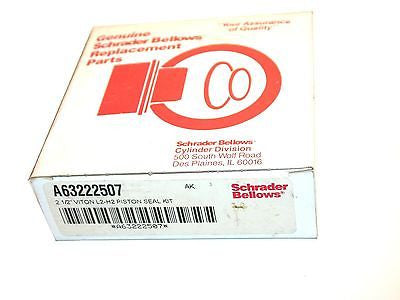 Genuine
Schrader Bellows
Replacement
Parts
Your Assurance
of Quality
Co
Schrader Bellows®
Cylinder Division
500 South Wolf Road
Des Plaines, IL 60016
A63222507
AK
2 1/2" VITON L2-H2 PISTON SEAL KIT
*A63222507*
Schrader
Bellows®